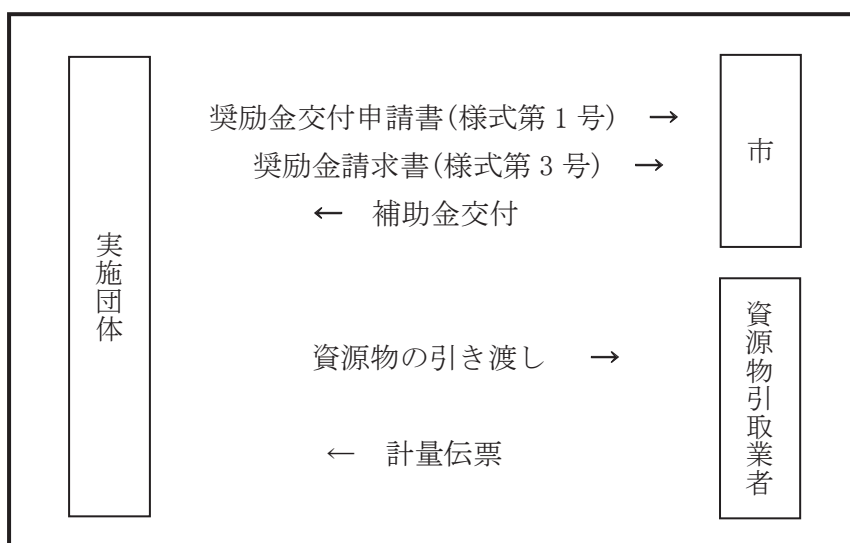 実施団体
奨励金交付申請書(様式第1号) →
奨励金請求書(様式第3号) →
← 補助金交付
市
資源物の引き渡し →
← 計量伝票
資源物引取業者